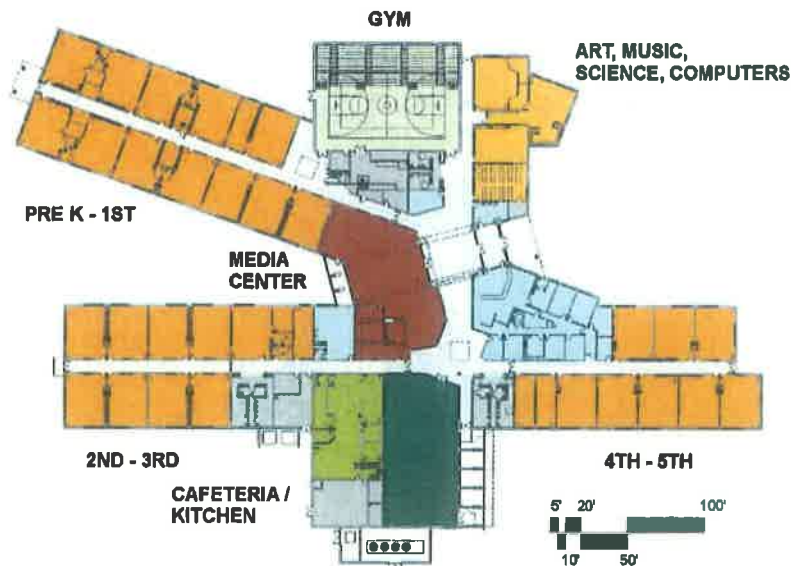 GYM
ART, MUSIC,
SCIENCE, COMPUTERS
PRE K - 1ST
MEDIA
CENTER
2ND - 3RD
4TH - 5TH
CAFETERIA /
KITCHEN
5' 20' 100'
10' 50'